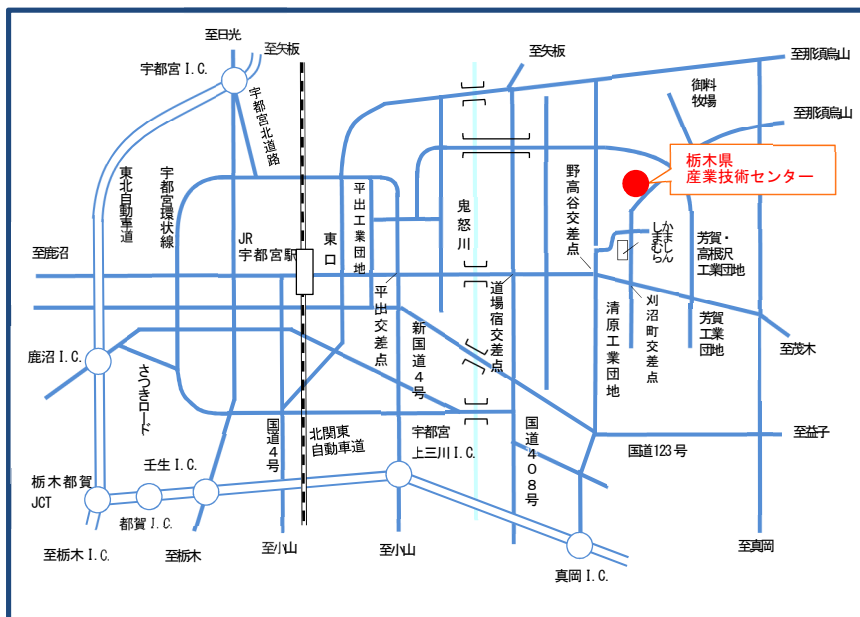 至日光
至矢板
宇都宮 I.C.
宇都宮北道路
東北自動車道
宇都宮環状線
至鹿沼
JR
宇都宮駅
東口
平出工業団地
平出交差点
新国道4号
鬼怒川
至矢板
道場宿交差点
野高谷交差点
御料
牧場
至那須烏山
至那須烏山
栃木県
産業技術センター
かましん
しまむら
芳賀・
高根沢
工業団地
刈沼町交差点
清原工業団地
芳賀
工業
団地
至茂木
鹿沼 I.C.
さつきロード
国道4号
北関東
自動車道
宇都宮
上三川 I.C.
国道408号
国道123号
至益子
栃木都賀
JCT
壬生 I.C.
都賀 I.C.
至栃木 I.C.
至栃木
至小山
至小山
真岡 I.C.
至真岡